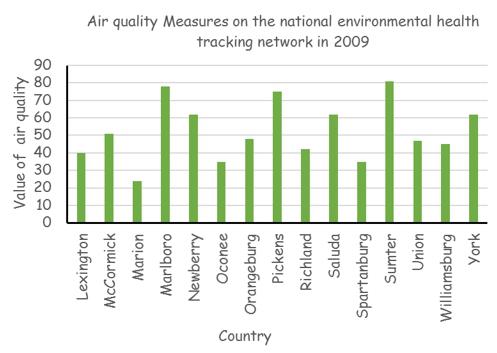 Air quality Measures on the national environmental health
tracking network in 2009
Value of air quality
90
80
70
60
50
40
30
20
10
0
Lexington
McCormick
Marion
Marlboro
Newberry
Oconee
Orangeburg
Pickens
Richland
Saluda
Spartanburg
Sumter
Union
Williamsburg
York
Country